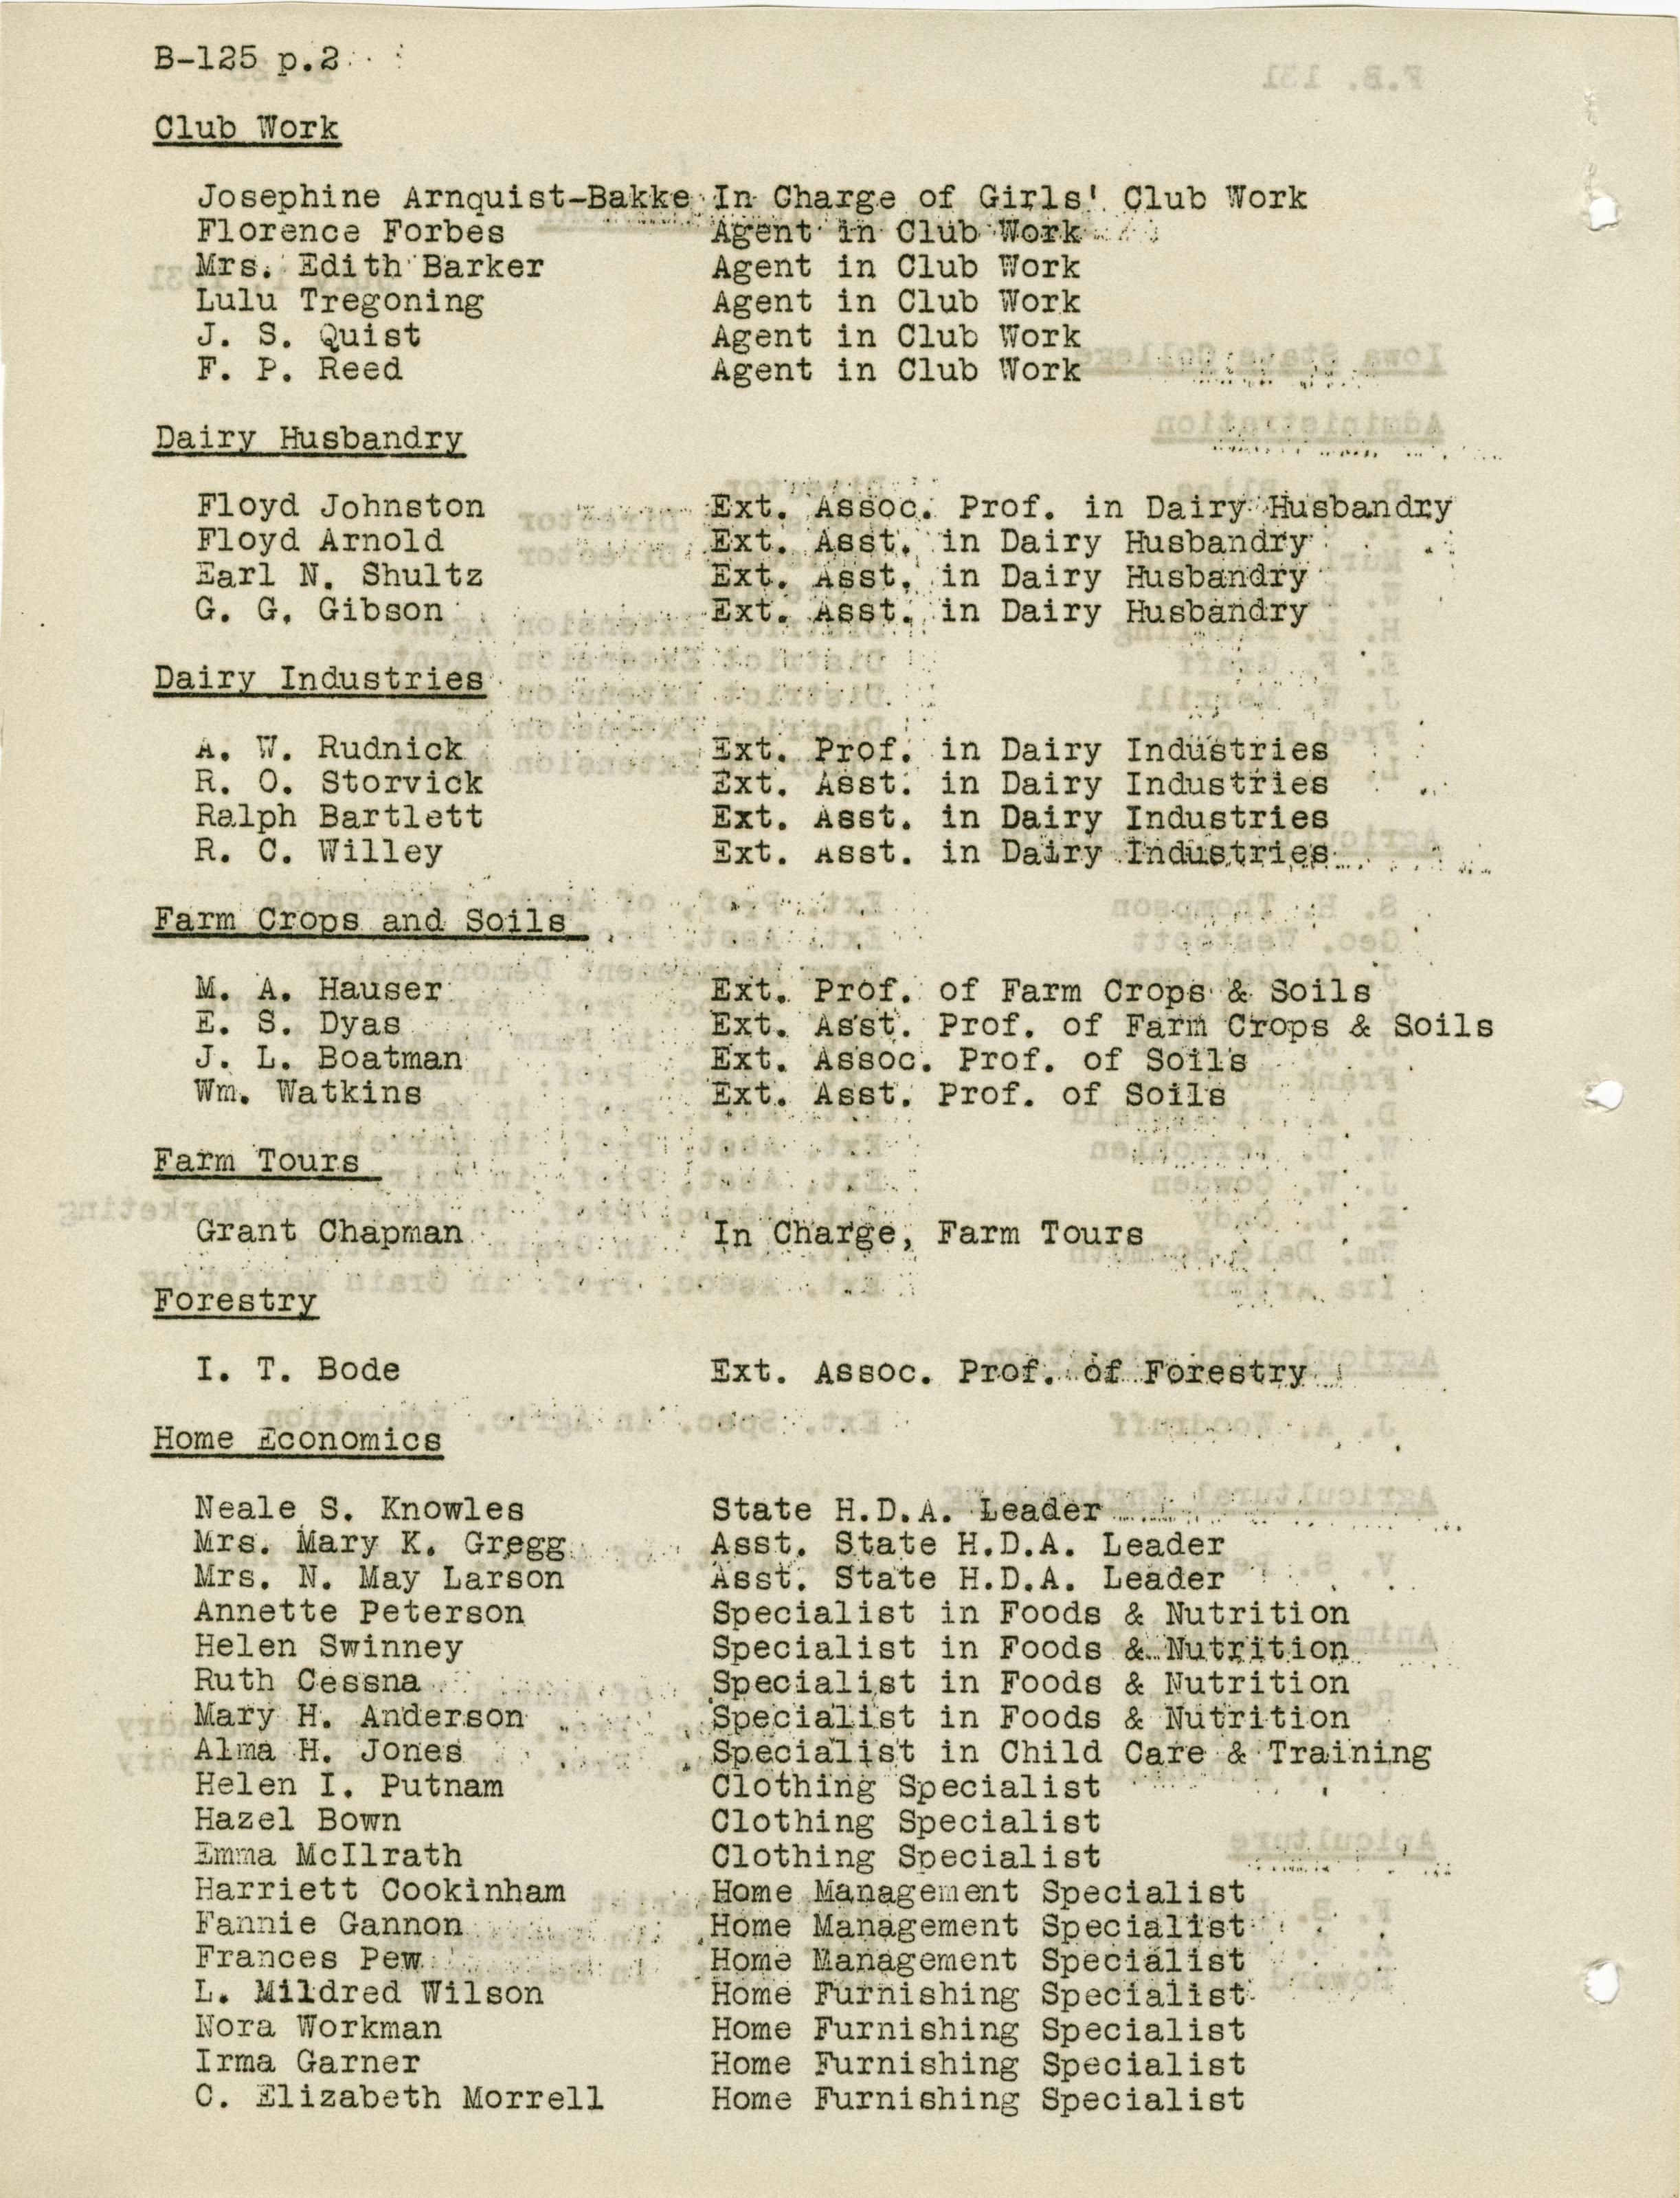 B-125 p.2
Club Work
Josephine Arnquist-Bakke In Charge of Girls' Club Work
Florence Forbes Agent in Club Work
Mrs. Edith Barker Agent in Club Work
Lulu Tregoning Agent in Club Work
J. S. Quist Agent in Club Work
F. P. Reed Agent in Club Work
Dairy Husbandry
Floyd Johnston Ext. Assoc. Prof. in Dairy Husbandry
Floyd Arnold Ext. Asst. in Dairy Husbandry
Earl N. Shultz Ext. Asst. in Dairy Husbandry
G. G. Gibson Ext. Asst. in Dairy Husbandry
Dairy Industries
A. W. Rudnick Ext. Prof. in Dairy Industries
R. O. Storvick Ext. Asst. in Dairy Industries
Ralph Bartlett Ext. Asst. in Dairy Industries
R. C. Willey Ext. Asst. in Dairy Industries
Farm Crops and Soils
M. A. Hauser Ext. Prof. of Farm Crops & Soils
E. S. Dyas Ext. Asst. Prof. of Farm Crops & Soils
J. L. Boatman Ext. Assoc. Prof. of Soils
Wm. Watkins Ext. Asst. Prof. of Soils
Farm Tours
Grant Chapman In Charge, Farm Tours
Forestry
I. T. Bode Ext. Assoc. Prof. of Forestry
Home Economics
Neale S. Knowles State H.D.A. Leader
Mrs. Mary K. Gregg Asst. State H.D.A. Leader
Mrs. N. May Larson Asst. State H.D.A. Leader
Annette Peterson Specialist in Foods & Nutrition
Helen Swinney Specialist in Foods & Nutrition
Ruth Cessna Specialist in Foods & Nutrition
Mary H. Anderson Specialist in Foods & Nutrition
Alma H. Jones Specialist in Child Care & Training
Helen I. Putnam Clothing Specialist
Hazel Bown Clothing Specialist
Emma McIlrath Clothing Specialist
Harriett Cookinham Home Management Specialist
Fannie Gannon Home Management Specialist
Frances Pew Home Management Specialist
L. Mildred Wilson Home Furnishing Specialist
Nora Workman Home Furnishing Specialist
Irma Garner Home Furnishing Specialist
C. Elizabeth Morrell Home Furnishing Specialist